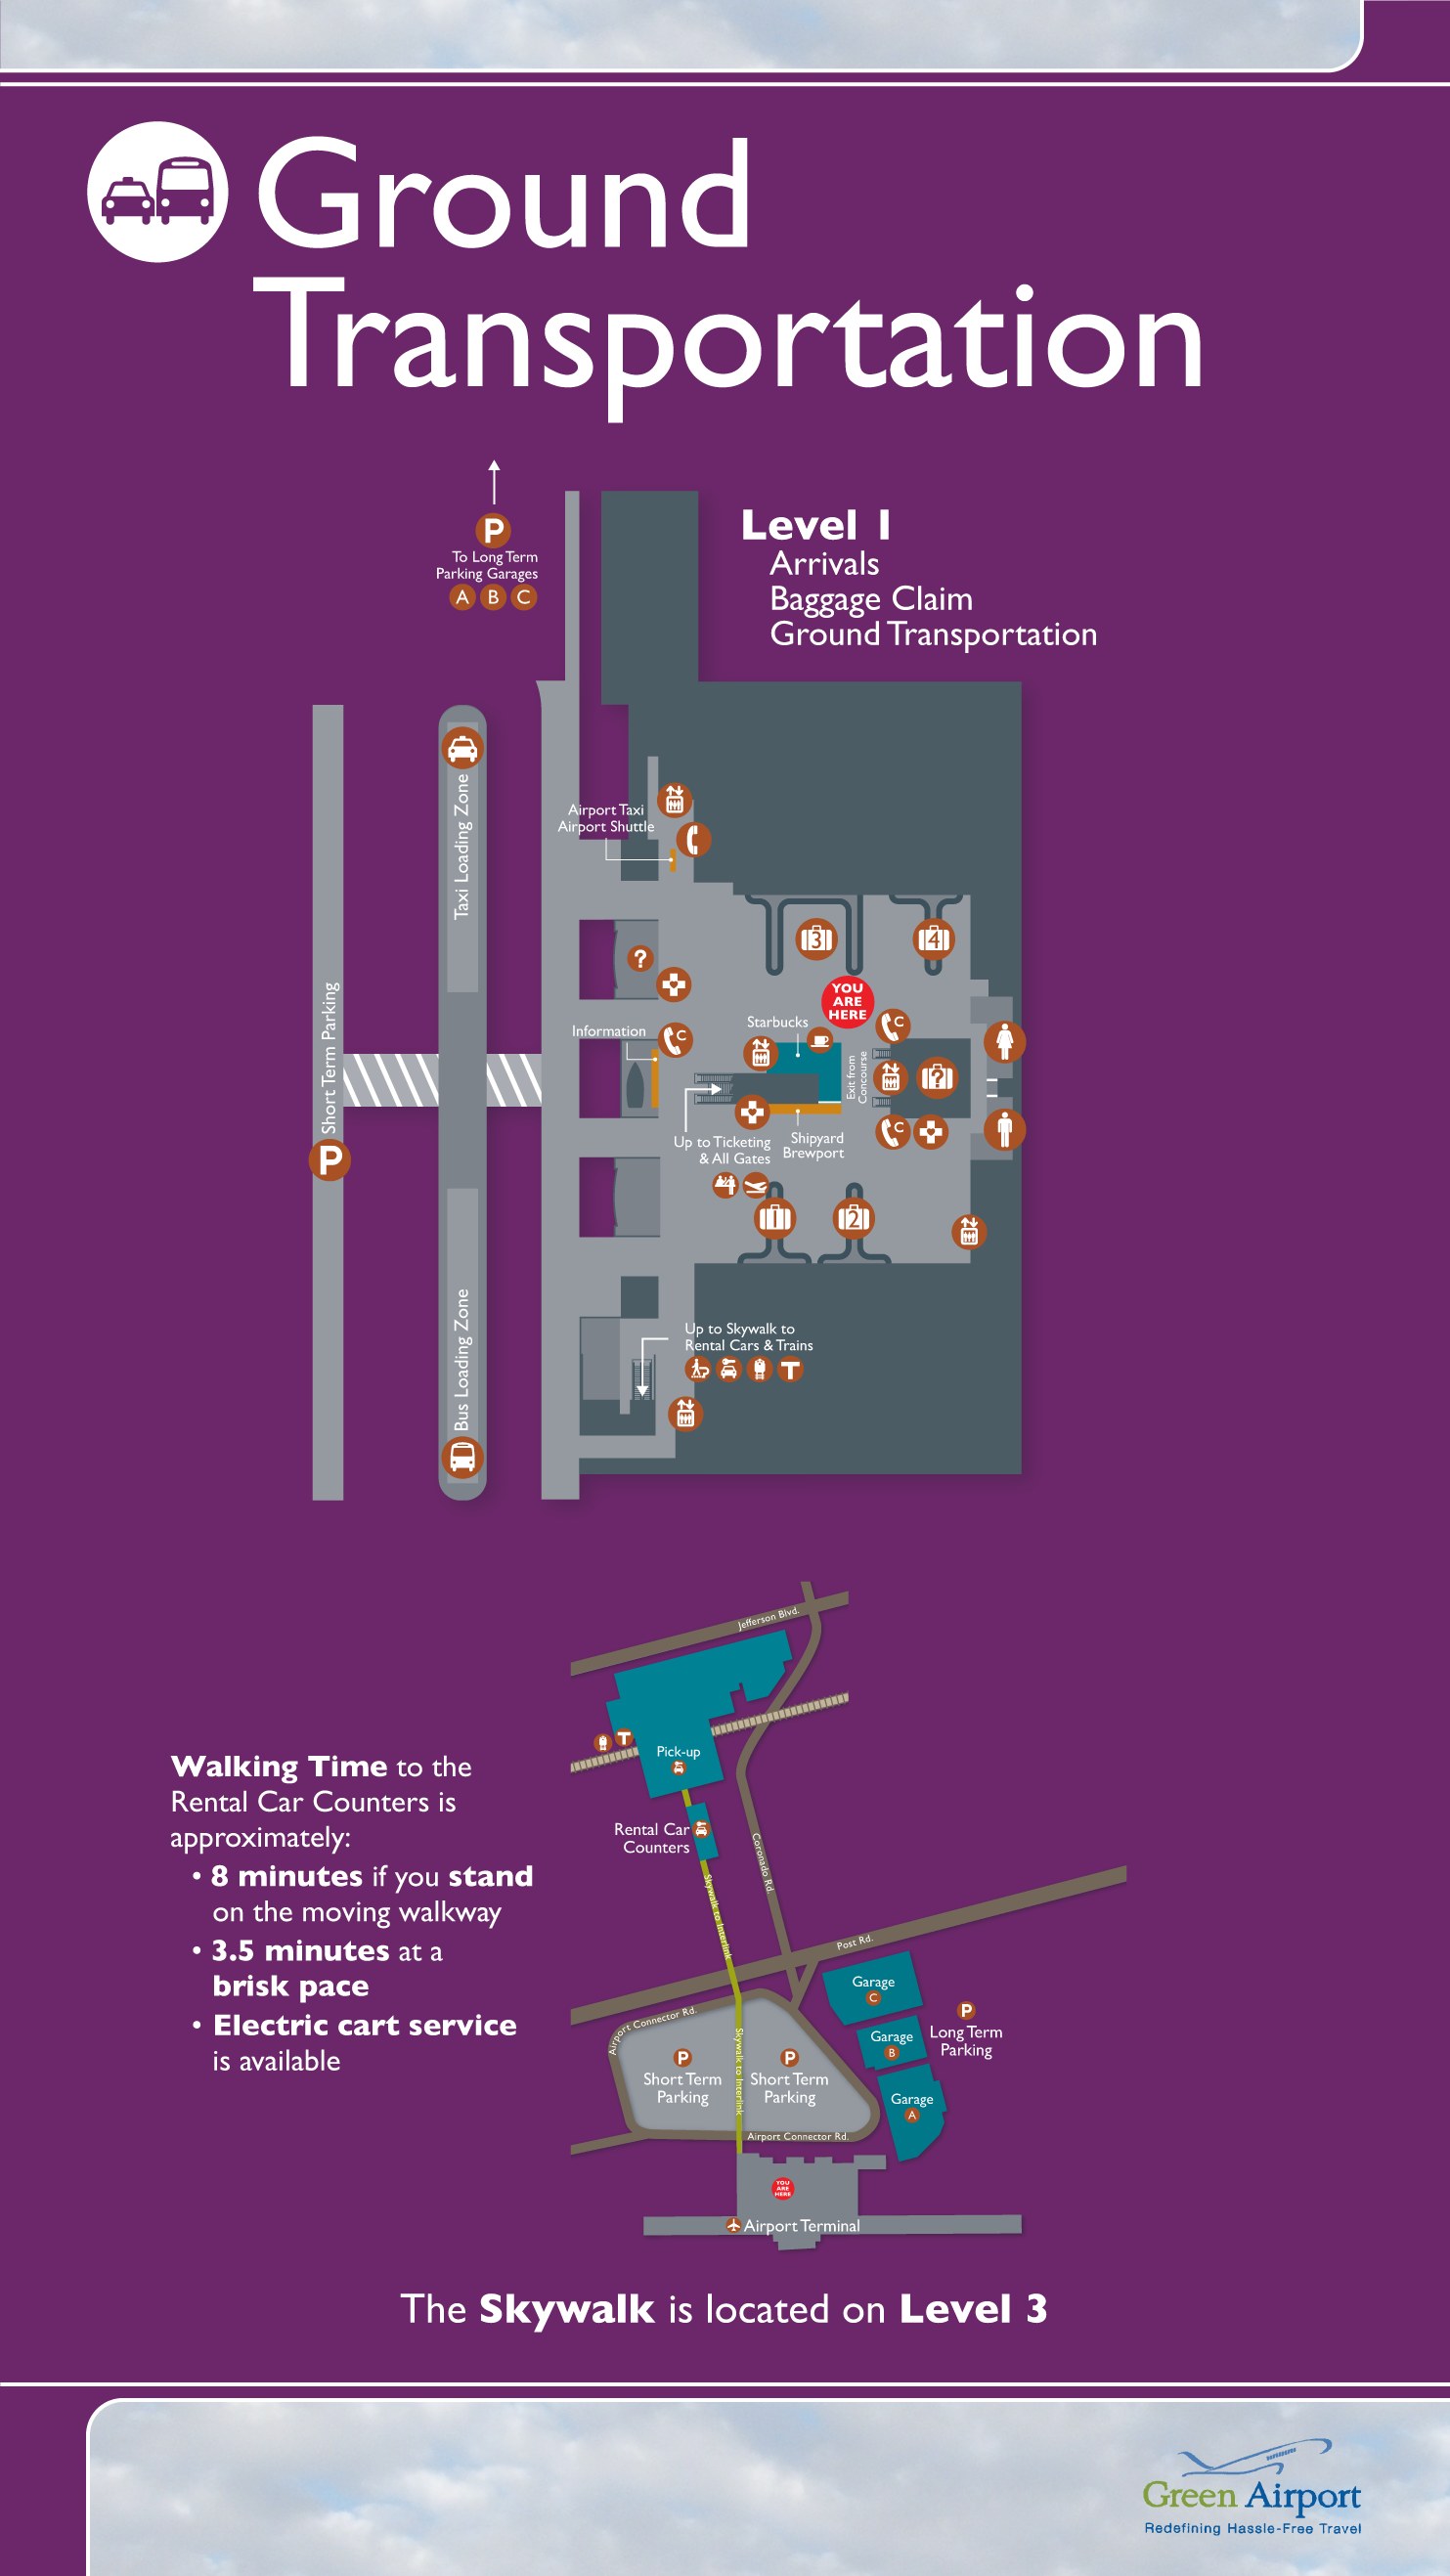 Ground
Transportation
P
To Long Term
Parking Garages
A B C
Level 1
Arrivals
Baggage Claim
Ground Transportation
Taxi Loading Zone
Airport Taxi
Airport Shuttle
3
4
?
YOU
ARE
HERE
Short Term Parking
P
Information
C
Starbucks
C
Exit from
Concourse
?
C
Up to Ticketing
& All Gates
Shipyard
Brewport
1
2
Bus Loading Zone
Up to Skywalk to
Rental Cars & Trains
T
Jefferson Blvd.
T
Pick-up
Rental Car
Counters
Coronado Rd.
Skywalk to Interlink
Post Rd.
Walking Time to the
Rental Car Counters is
approximately:
• 8 minutes if you stand
on the moving walkway
• 3.5 minutes at a
brisk pace
• Electric cart service
is available
Garage
C
Garage
B
Garage
A
P
Long Term
Parking
Airport Connector Rd.
P
Short Term
Parking
Skywalk to Interlink
P
Short Term
Parking
Airport Connector Rd.
YOU
ARE
HERE
Airport Terminal
The Skywalk is located on Level 3
Green Airport
Redefining Hassle-Free Travel